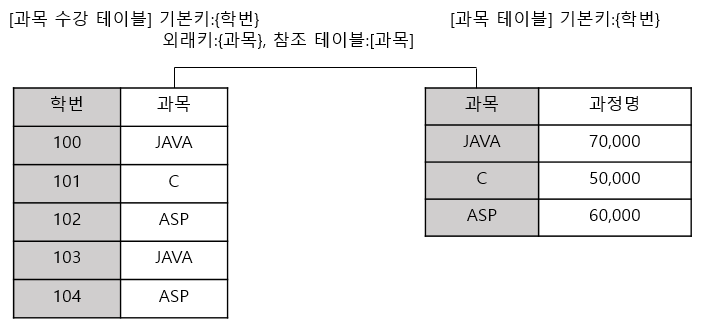 [과목 수강 테이블] 기본키:{학번}
외래키:{과목}, 참조 테이블:[과목]
[과목 테이블] 기본키:{학번}
학번 과목
100 JAVA
101 C
102 ASP
103 JAVA
104 ASP
과목 과정명
JAVA 70,000
C 50,000
ASP 60,000